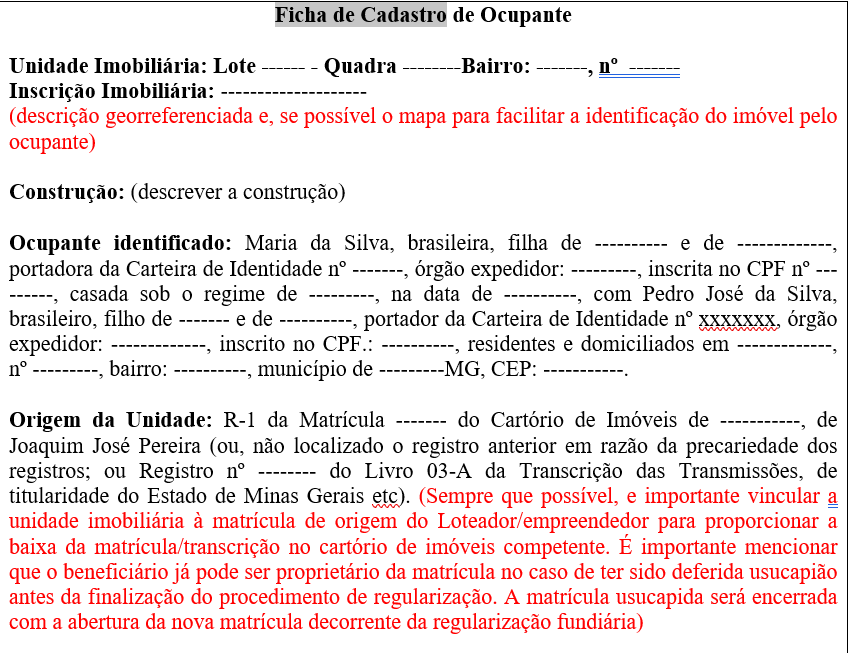 Ficha de Cadastro de Ocupante
Unidade Imobiliária: Lote ------ - Quadra --------Bairro: -------, nº -------
Inscrição Imobiliária: --------------------
(descrição georreferenciada e, se possível o mapa para facilitar a identificação do imóvel pelo
ocupante)
Construção: (descrever a construção)
Ocupante identificado: Maria da Silva, brasileira, filha de ---------- e de -------------,
portadora da Carteira de Identidade nº -------, órgão expedidor: ---------, inscrita no CPF nº ---
------, casada sob o regime de ---------, na data de ----------, com Pedro José da Silva,
brasileiro, filho de ------- e de ----------, portador da Carteira de Identidade nº xxxxxxx, órgão
expedidor: -------------, inscrito no CPF.: ----------, residentes e domiciliados em -------------,
nº ---------, bairro: ----------, município de ---------MG, CEP: -----------.
Origem da Unidade: R-1 da Matrícula ------- do Cartório de Imóveis de -----------, de
Joaquim José Pereira (ou, não localizado o registro anterior em razão da precariedade dos
registros; ou Registro nº -------- do Livro 03-A da Transcrição das Transmissões, de
titularidade do Estado de Minas Gerais etc). (Sempre que possível, e importante vincular a
unidade imobiliária à matrícula de origem do Loteador/empreendedor para proporcionar a
baixa da matrícula/transcrição no cartório de imóveis competente. É importante mencionar
que o beneficiário já pode ser proprietário da matrícula no caso de ter sido deferida usucapião
antes da finalização do procedimento de regularização. A matrícula usucapida será encerrada
com a abertura da nova matrícula decorrente da regularização fundiária)